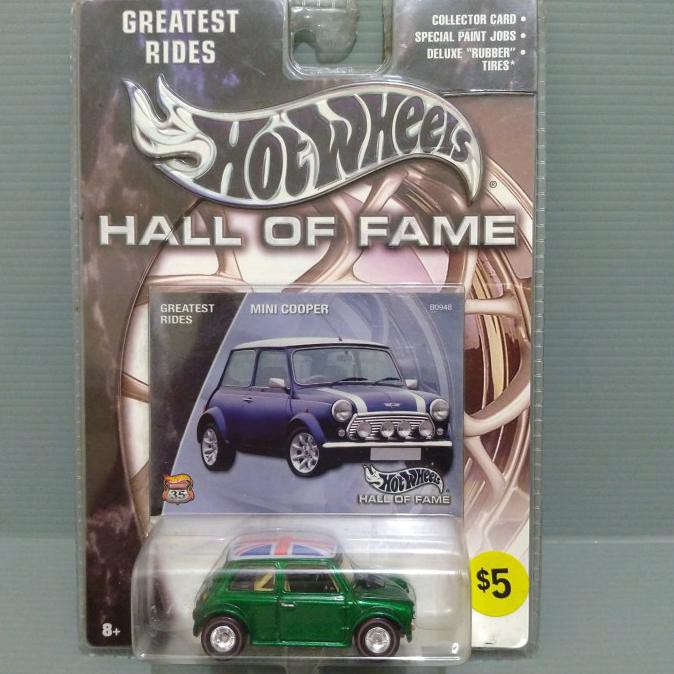 GREATEST
RIDES
COLLECTOR CARD •
SPECIAL PAINT JOBS •
DELUXE "RUBBER" •
TIRES*
HOT WHEELS
®
HALL OF FAME
GREATEST
RIDES
MINI COOPER
B0948
35
HOT WHEELS
HALL OF FAME
$5
8+